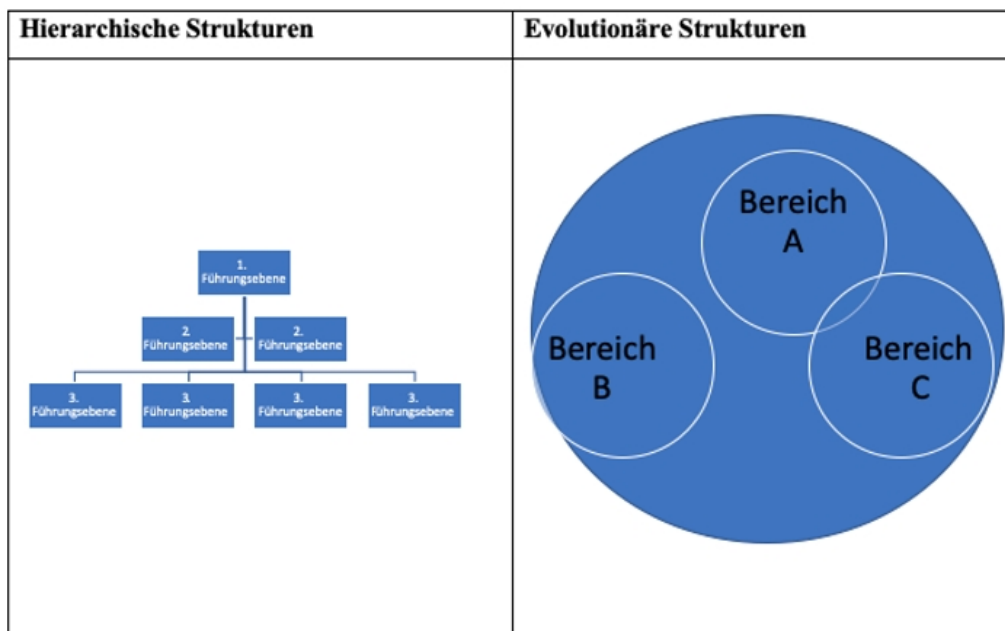 Hierarchische Strukturen
Evolutionäre Strukturen
1.
Führungsebene
2.
Führungsebene
2.
Führungsebene
3.
Führungsebene
3.
Führungsebene
3.
Führungsebene
3.
Führungsebene
Bereich
A
Bereich
B
Bereich
C